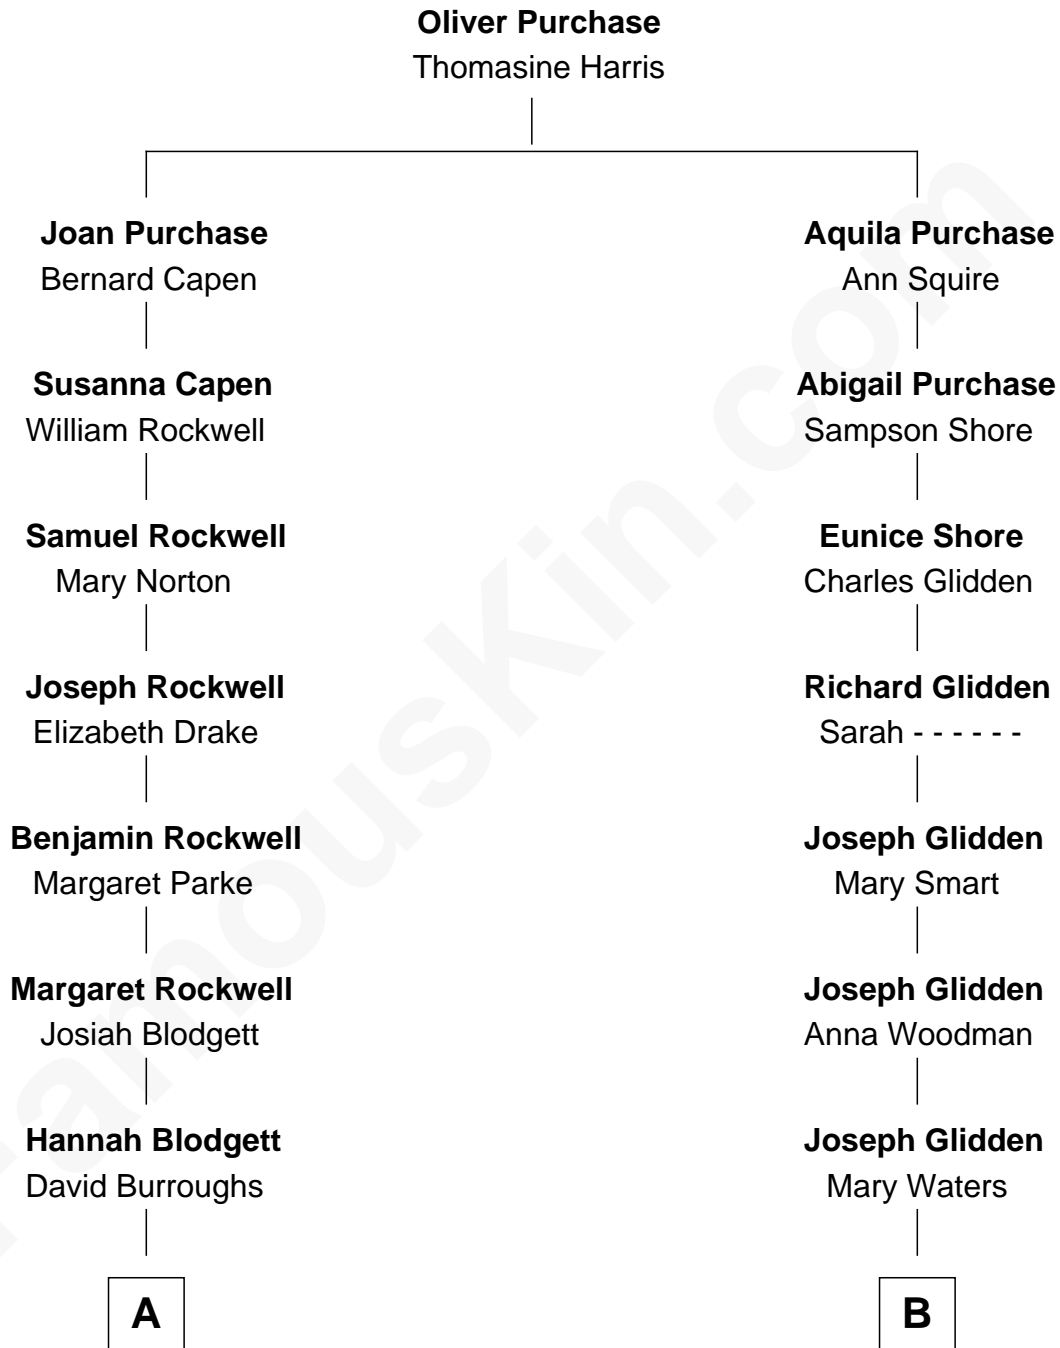 Oliver Purchase
Thomasine Harris
Joan Purchase
Bernard Capen
Susanna Capen
William Rockwell
Samuel Rockwell
Mary Norton
Joseph Rockwell
Elizabeth Drake
Benjamin Rockwell
Margaret Parke
Margaret Rockwell
Josiah Blodgett
Hannah Blodgett
David Burroughs
A
Aquila Purchase
Ann Squire
Abigail Purchase
Sampson Shore
Eunice Shore
Charles Glidden
Richard Glidden
Sarah - - - - - -
Joseph Glidden
Mary Smart
Joseph Glidden
Anna Woodman
Joseph Glidden
Mary Waters
B
FamousKin.com